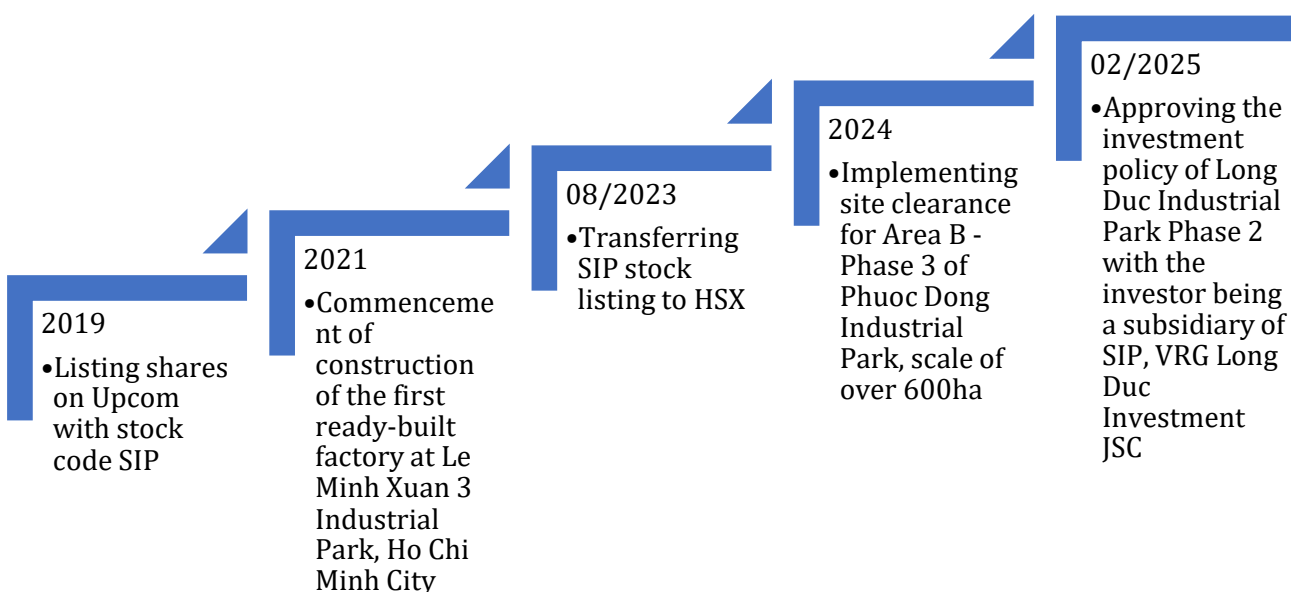 2019
•Listing shares
on Upcom
with stock
code SIP
2021
•Commenceme
nt of
construction
of the first
ready-built
factory at Le
Minh Xuan 3
Industrial
Park, Ho Chi
Minh City
08/2023
•Transferring
SIP stock
listing to HSX
2024
•Implementing
site clearance
for Area B -
Phase 3 of
Phuoc Dong
Industrial
Park, scale of
over 600ha
02/2025
•Approving the
investment
policy of Long
Duc Industrial
Park Phase 2
with the
investor being
a subsidiary of
SIP, VRG Long
Duc
Investment
JSC